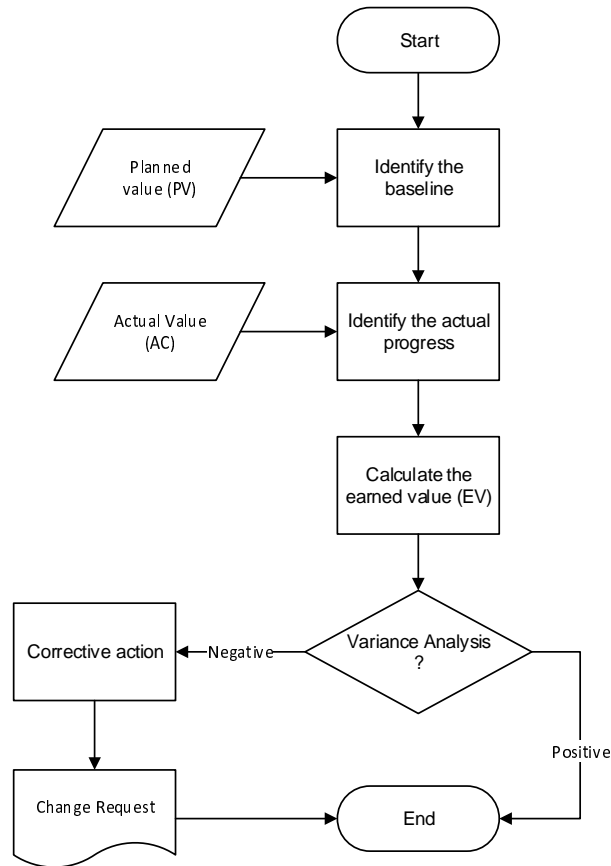 Start
Planned
value (PV)
Identify the
baseline
Actual Value
(AC)
Identify the actual
progress
Calculate the
earned value (EV)
Variance Analysis
?
Negative
Corrective action
Positive
Change Request
End